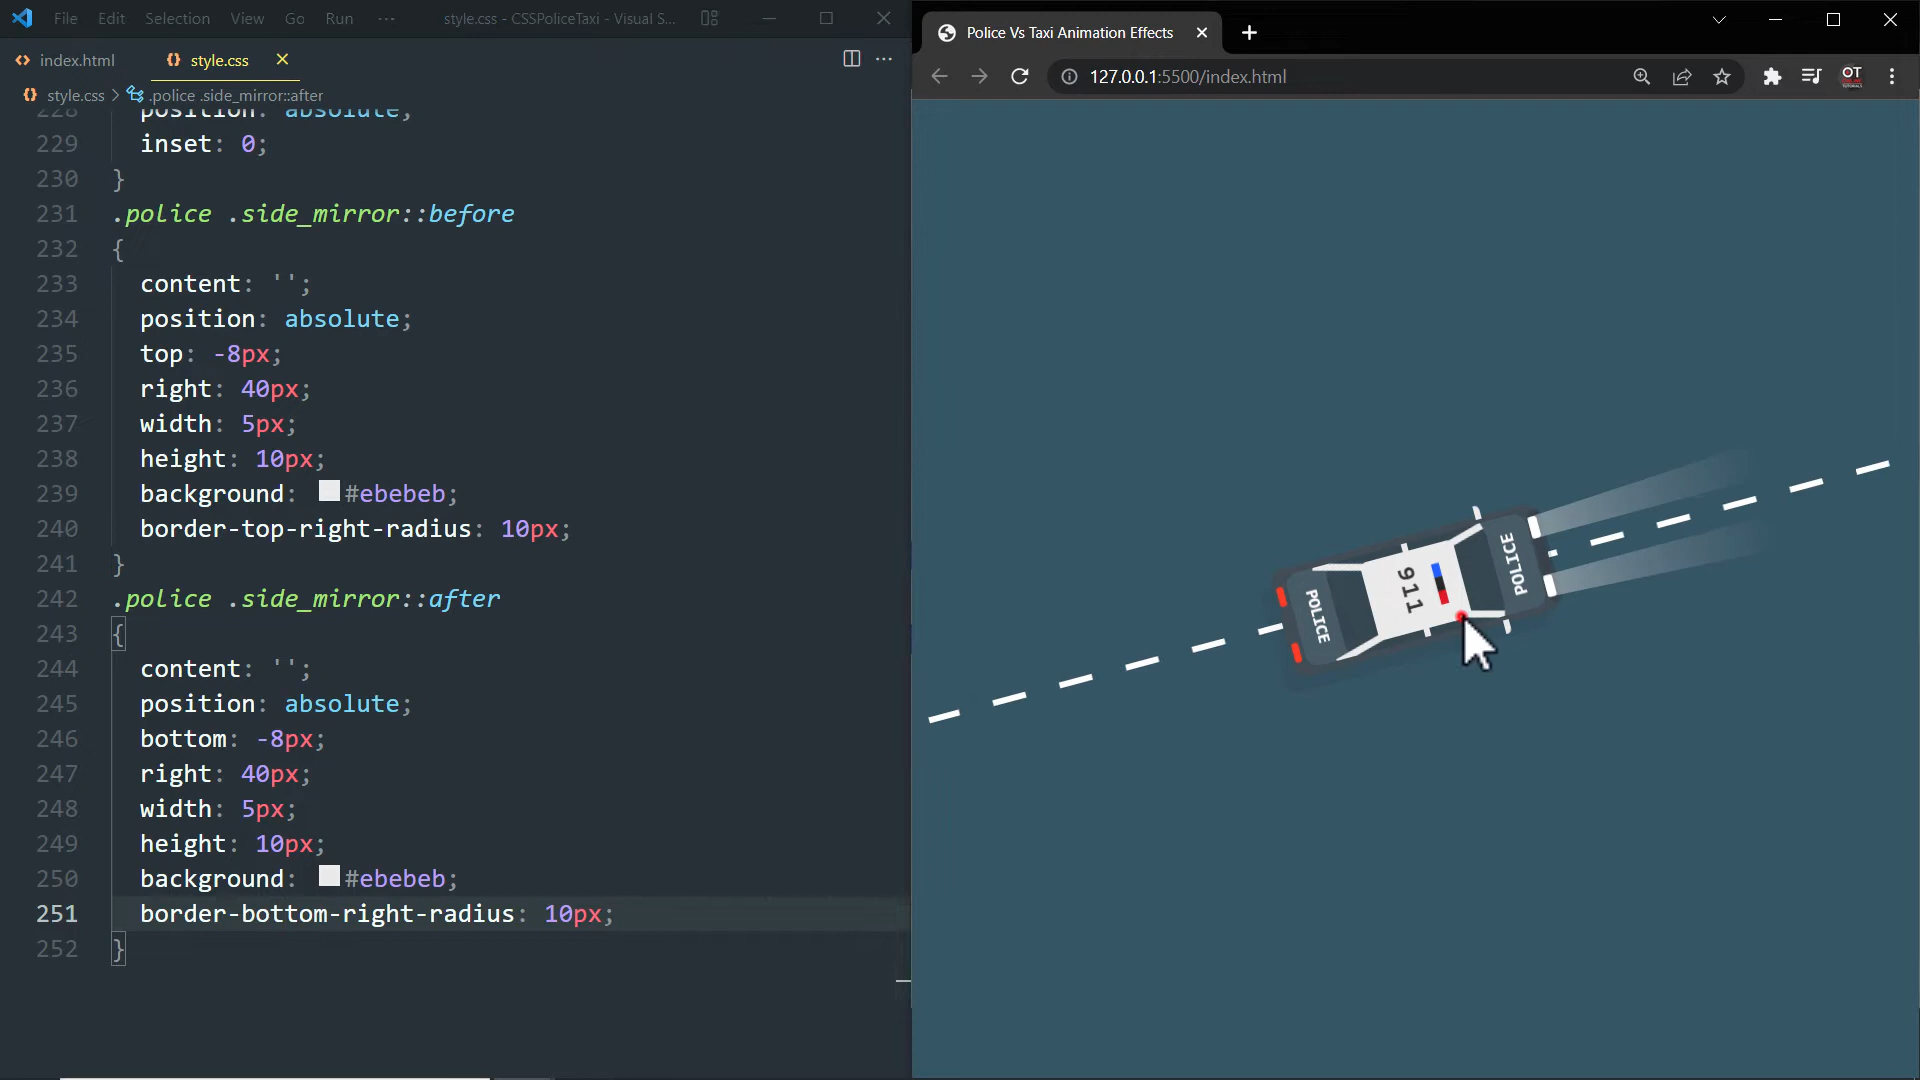 File Edit Selection View Go Run ··· style.css - CSSPoliceTaxi - Visual S...
index.html style.css
style.css > .police .side_mirror::after
228 position: absolute;
229 inset: 0;
230 }
231 .police .side_mirror::before
232 {
233 content: '';
234 position: absolute;
235 top: -8px;
236 right: 40px;
237 width: 5px;
238 height: 10px;
239 background: #ebebeb;
240 border-top-right-radius: 10px;
241 }
242 .police .side_mirror::after
243 {
244 content: '';
245 position: absolute;
246 bottom: -8px;
247 right: 40px;
248 width: 5px;
249 height: 10px;
250 background: #ebebeb;
251 border-bottom-right-radius: 10px;
252 }
Police Vs Taxi Animation Effects
127.0.0.1:5500/index.html
OT
POLICE
911
POLICE